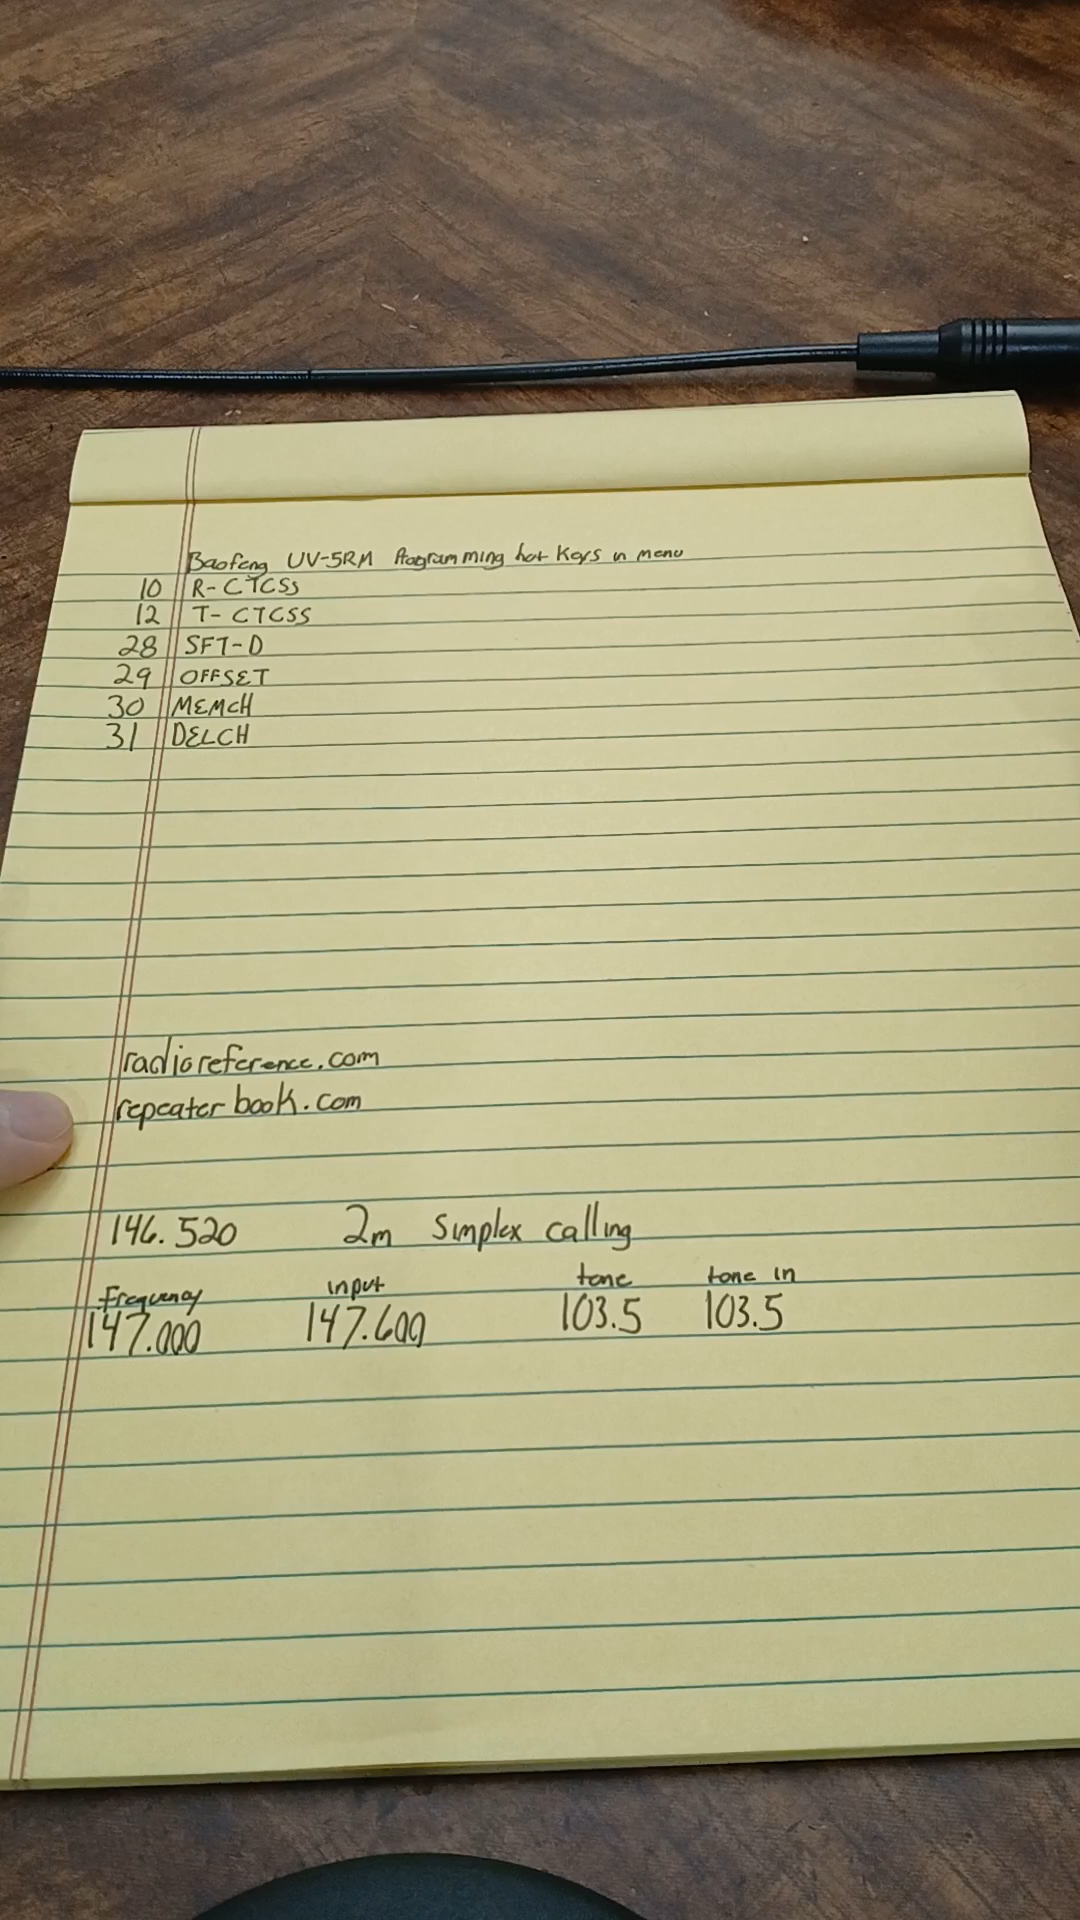 Baofeng UV-5RM Programming hot Keys in menu
10 R-CTCSS
12 T-CTCSS
28 SFT-D
29 OFFSET
30 MEMCH
31 DELCH
radioreference.com
repeaterbook.com
146.520 2m Simplex calling
Frequency input tone tone in
147.000 147.600 103.5 103.5